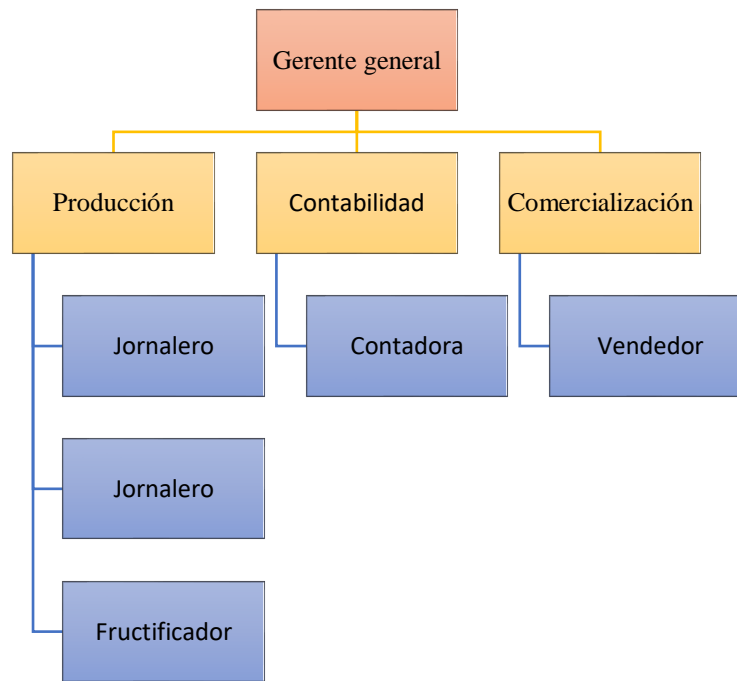 Gerente general
Producción
Contabilidad
Comercialización
Jornalero
Contadora
Vendedor
Jornalero
Fructificador